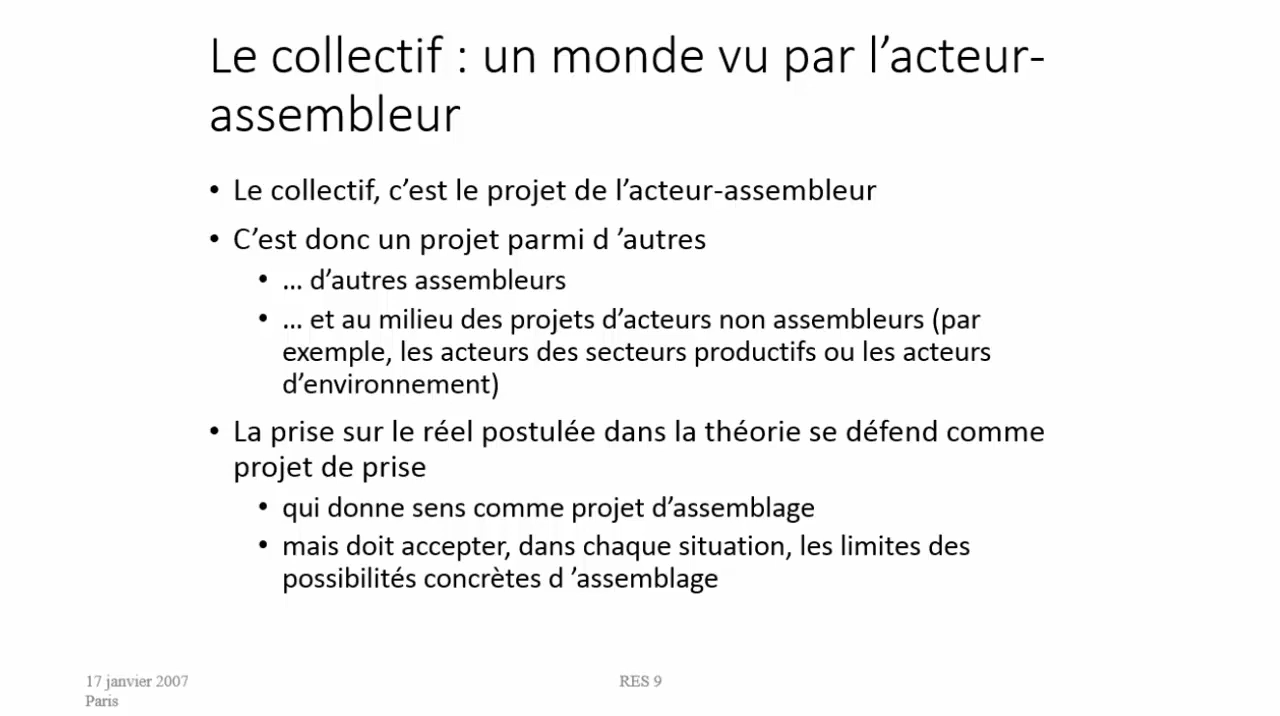 Le collectif : un monde vu par l’acteur-
assembleur
• Le collectif, c’est le projet de l’acteur-assembleur
• C’est donc un projet parmi d ’autres
• … d’autres assembleurs
• … et au milieu des projets d’acteurs non assembleurs (par
exemple, les acteurs des secteurs productifs ou les acteurs
d’environnement)
• La prise sur le réel postulée dans la théorie se défend comme
projet de prise
• qui donne sens comme projet d’assemblage
• mais doit accepter, dans chaque situation, les limites des
possibilités concrètes d ’assemblage
17 janvier 2007
Paris
RES 9